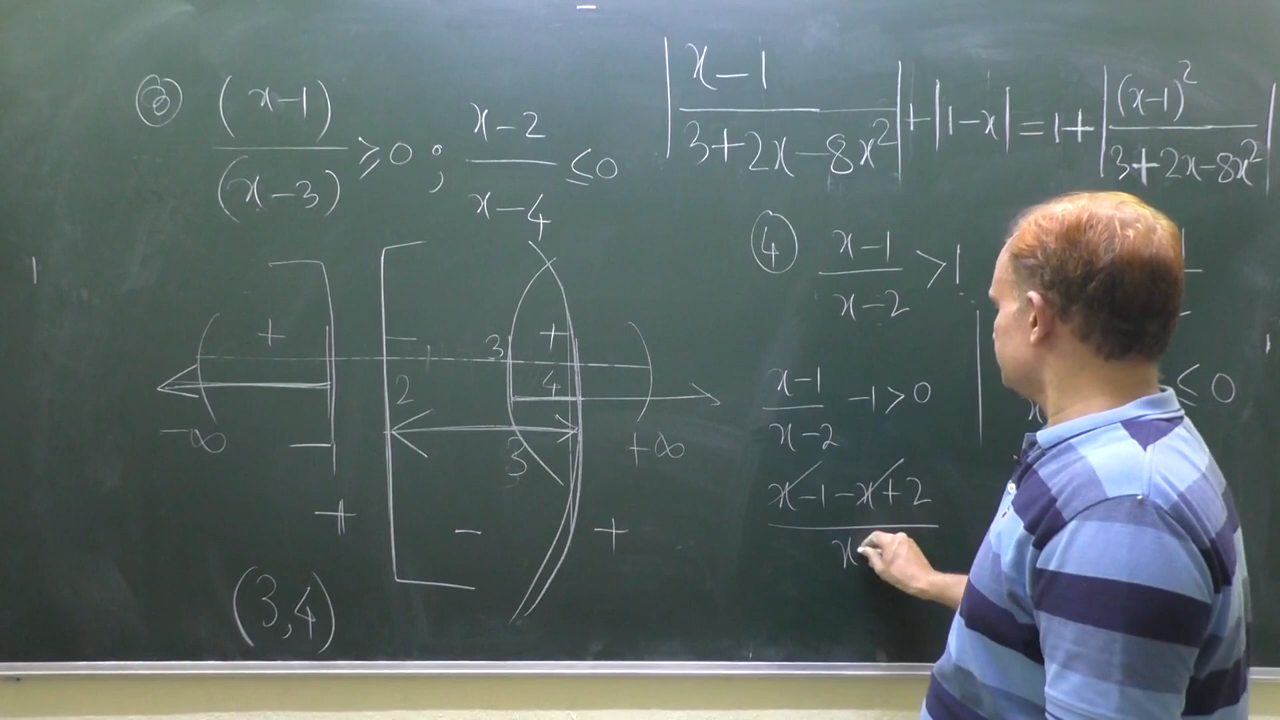 ③ (x-1)/(x-3) ≥ 0 ; x-2/x-4 ≤ 0
+ - + 
1 3 4
2
-∞ - 3 +∞
+ - +
(3,4)
|x-1/3+2x-8x²| + |1-x| = 1 + |(x-1)²/3+2x-8x²|
④ x-1/x-2 > 1
x-1/x-2 -1 > 0
≤ 0
x-1-x+2/x